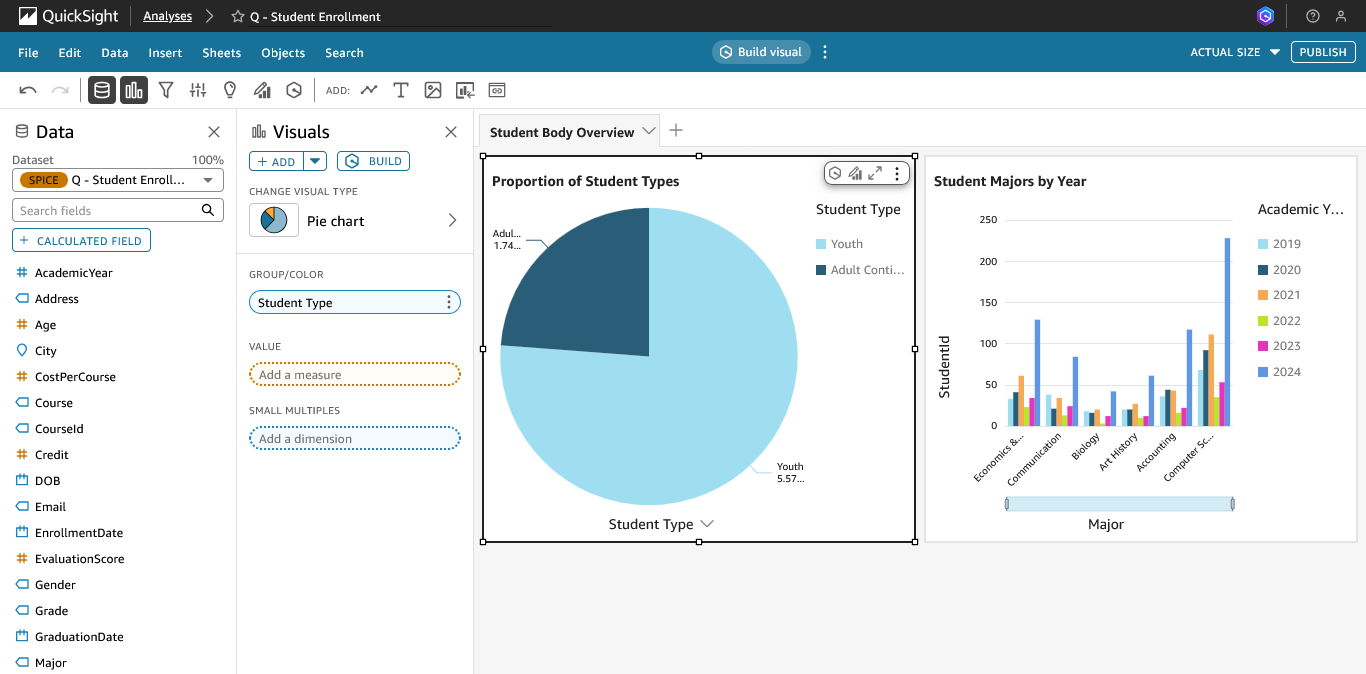 QuickSight
Analyses
Q - Student Enrollment
File Edit Data Insert Sheets Objects Search
Build visual
ACTUAL SIZE
PUBLISH
ADD:
Data
Dataset 100%
SPICE Q - Student Enroll...
Search fields
+ CALCULATED FIELD
AcademicYear
Address
Age
City
CostPerCourse
Course
CourseId
Credit
DOB
Email
EnrollmentDate
EvaluationScore
Gender
Grade
GraduationDate
Major
Visuals
+ ADD
BUILD
CHANGE VISUAL TYPE
Pie chart
GROUP/COLOR
Student Type
VALUE
Add a measure
SMALL MULTIPLES
Add a dimension
Student Body Overview
Proportion of Student Types
Adul...
1.74...
Youth
5.57...
Student Type
Student Type
Youth
Adult Conti...
Student Majors by Year
250
200
150
100
50
0
StudentId
Economics &...
Communication
Biology
Art History
Accounting
Computer Sc...
Major
Academic Y...
2019
2020
2021
2022
2023
2024